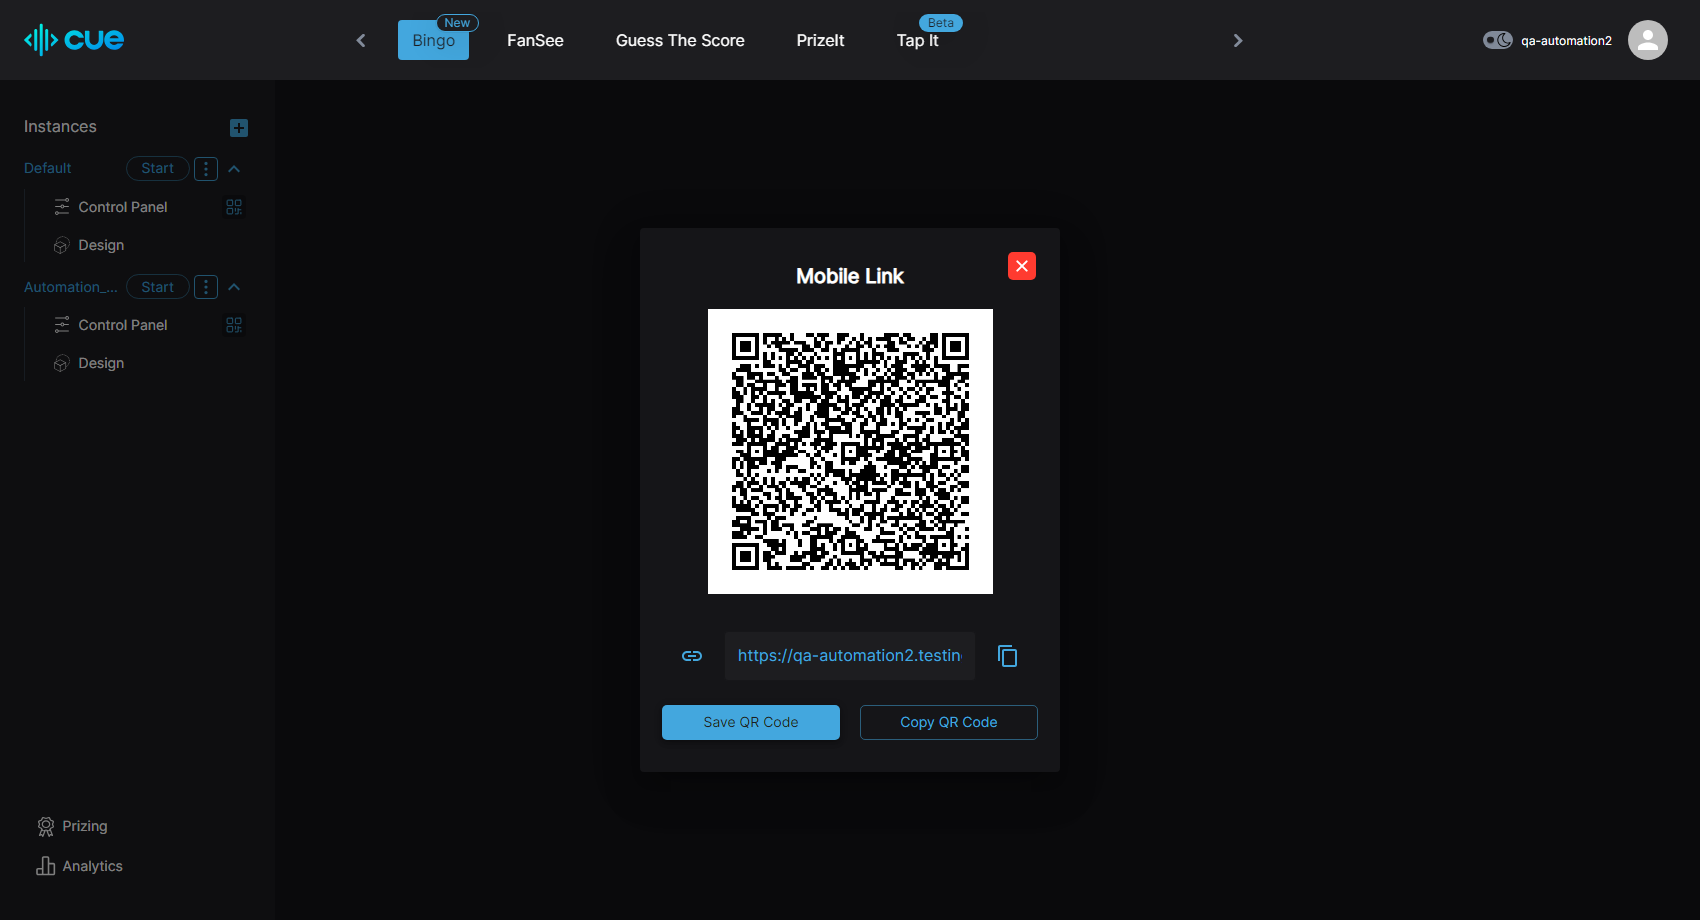 cue
New
Beta
Bingo
FanSee
Guess The Score
PrizeIt
Tap It
qa-automation2
Instances
Default
Start
Control Panel
Design
Automation_...
Start
Control Panel
Design
Prizing
Analytics
Mobile Link
https://qa-automation2.testin
Save QR Code
Copy QR Code